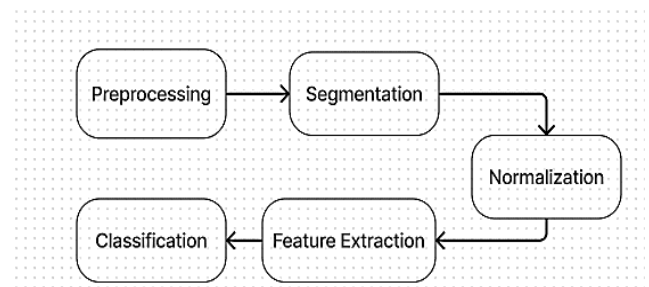 Preprocessing
Segmentation
Normalization
Feature Extraction
Classification